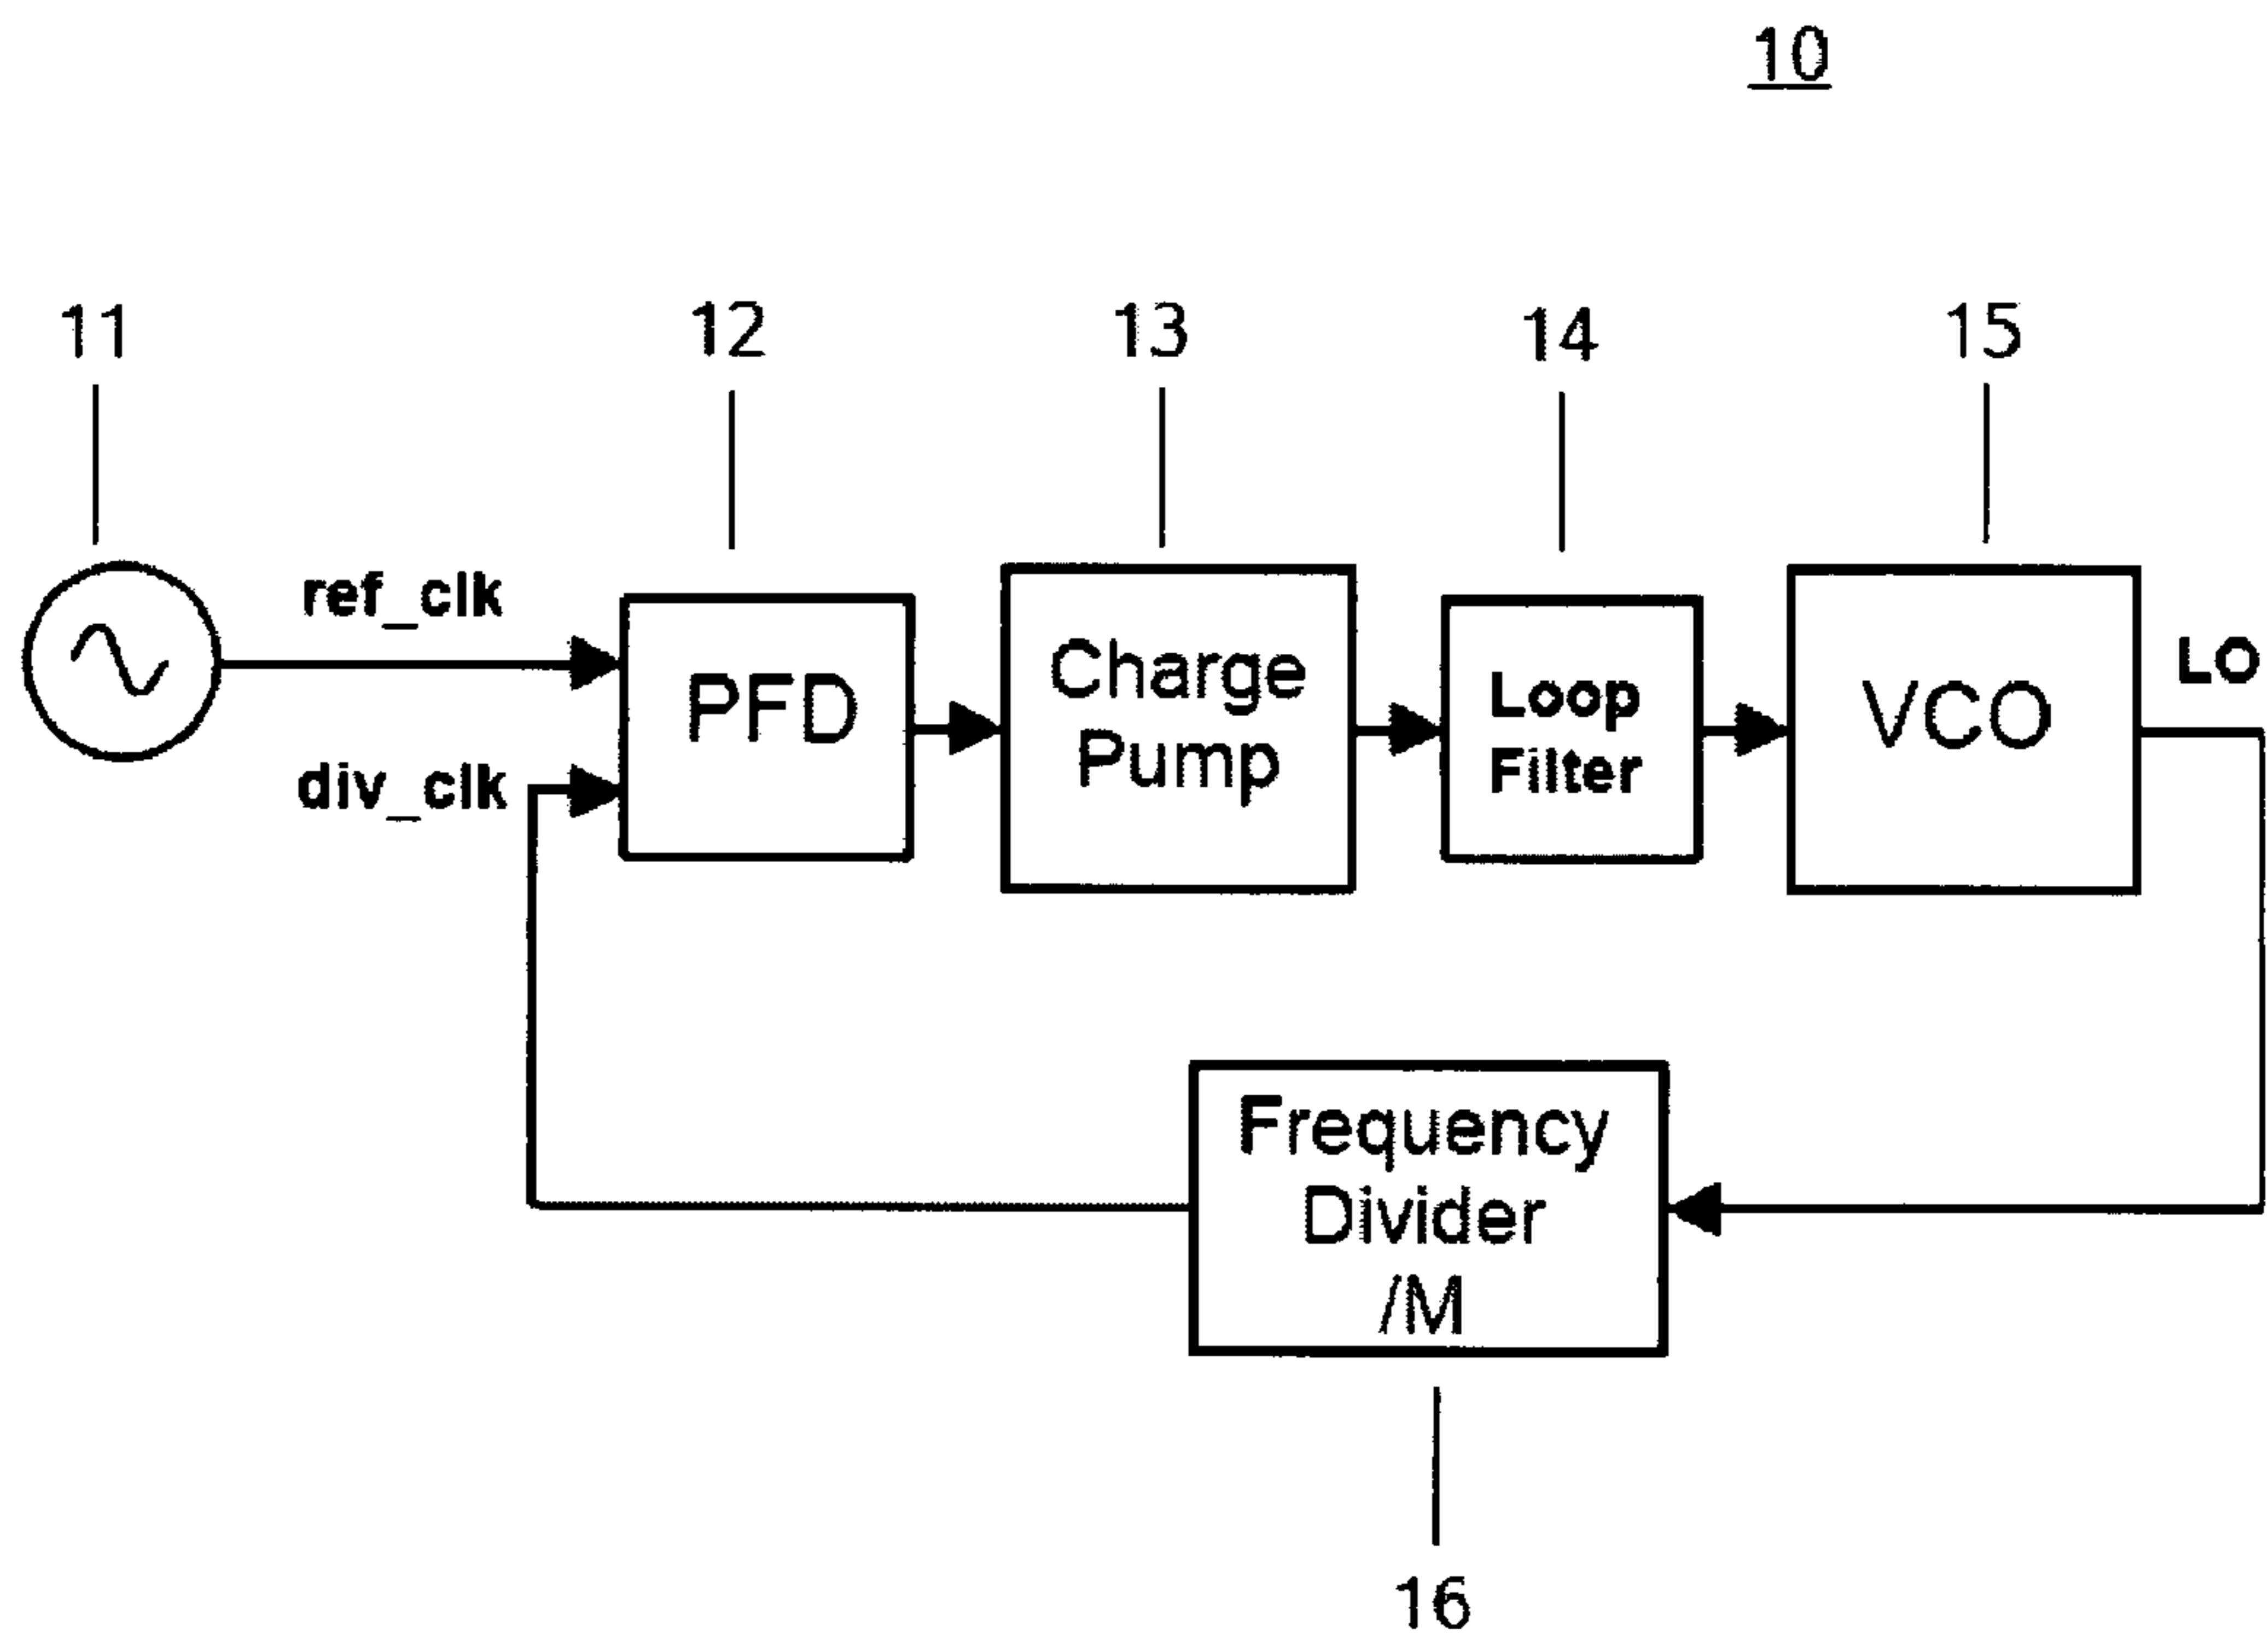 10
11
12
13
14
15
ref_clk
div_clk
PFD
Charge
Pump
Loop
Filter
VCO
LO
Frequency
Divider
/M
16